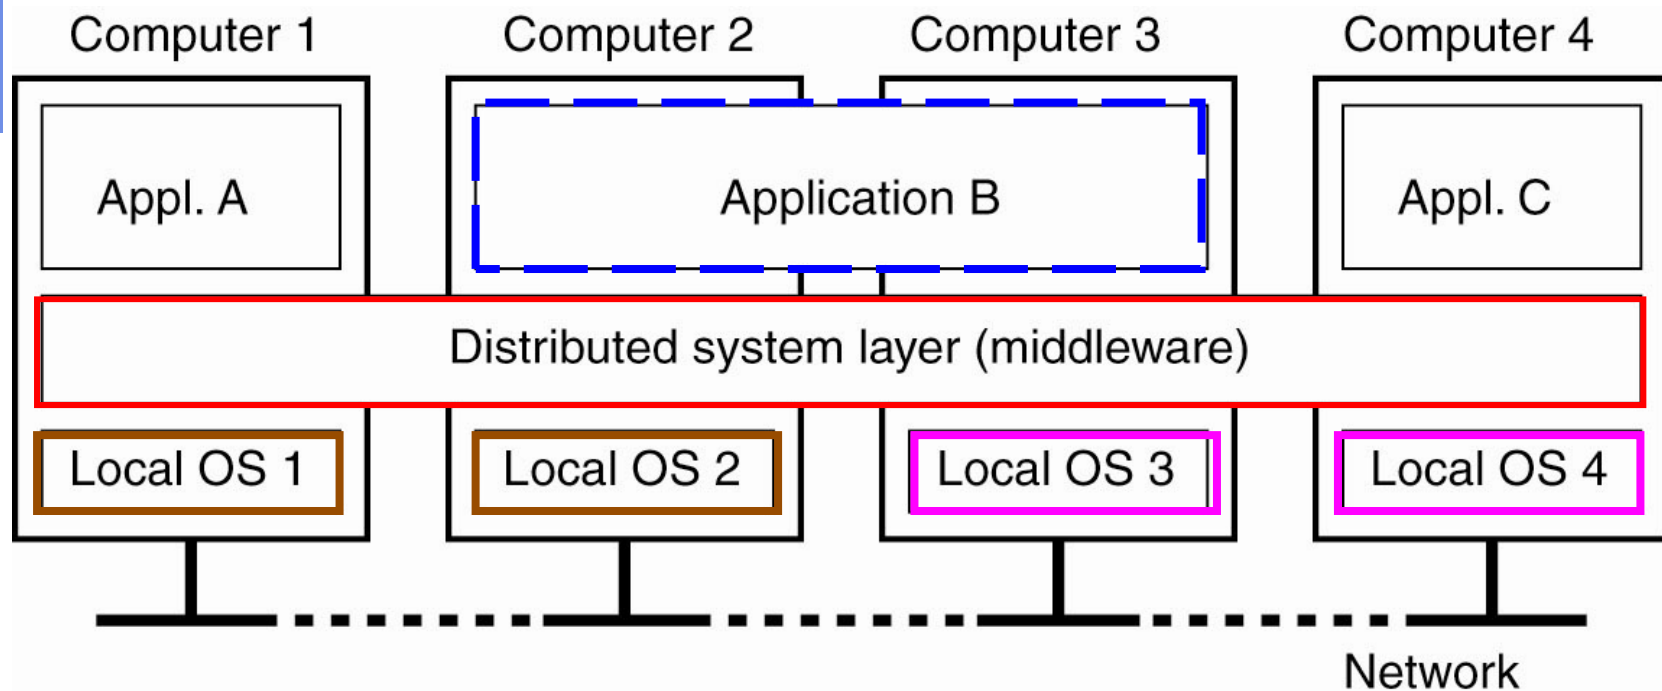 Computer 1
Computer 2
Computer 3
Computer 4
Appl. A
Application B
Appl. C
Distributed system layer (middleware)
Local OS 1
Local OS 2
Local OS 3
Local OS 4
Network